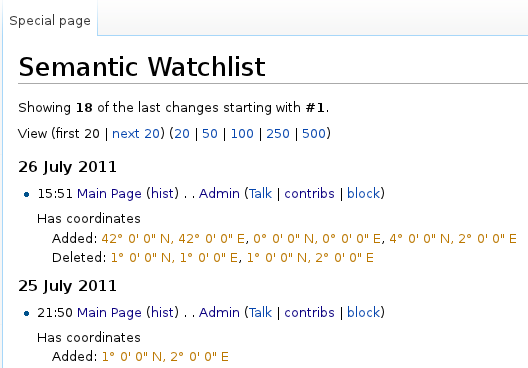 Special page
Semantic Watchlist
Showing 18 of the last changes starting with #1.
View (first 20 | next 20) (20 | 50 | 100 | 250 | 500)
26 July 2011
15:51 Main Page (hist) . . Admin (Talk | contribs | block)
Has coordinates
Added: 42° 0' 0" N, 42° 0' 0" E, 0° 0' 0" N, 0° 0' 0" E, 4° 0' 0" N, 2° 0' 0" E
Deleted: 1° 0' 0" N, 1° 0' 0" E, 1° 0' 0" N, 2° 0' 0" E
25 July 2011
21:50 Main Page (hist) . . Admin (Talk | contribs | block)
Has coordinates
Added: 1° 0' 0" N, 2° 0' 0" E